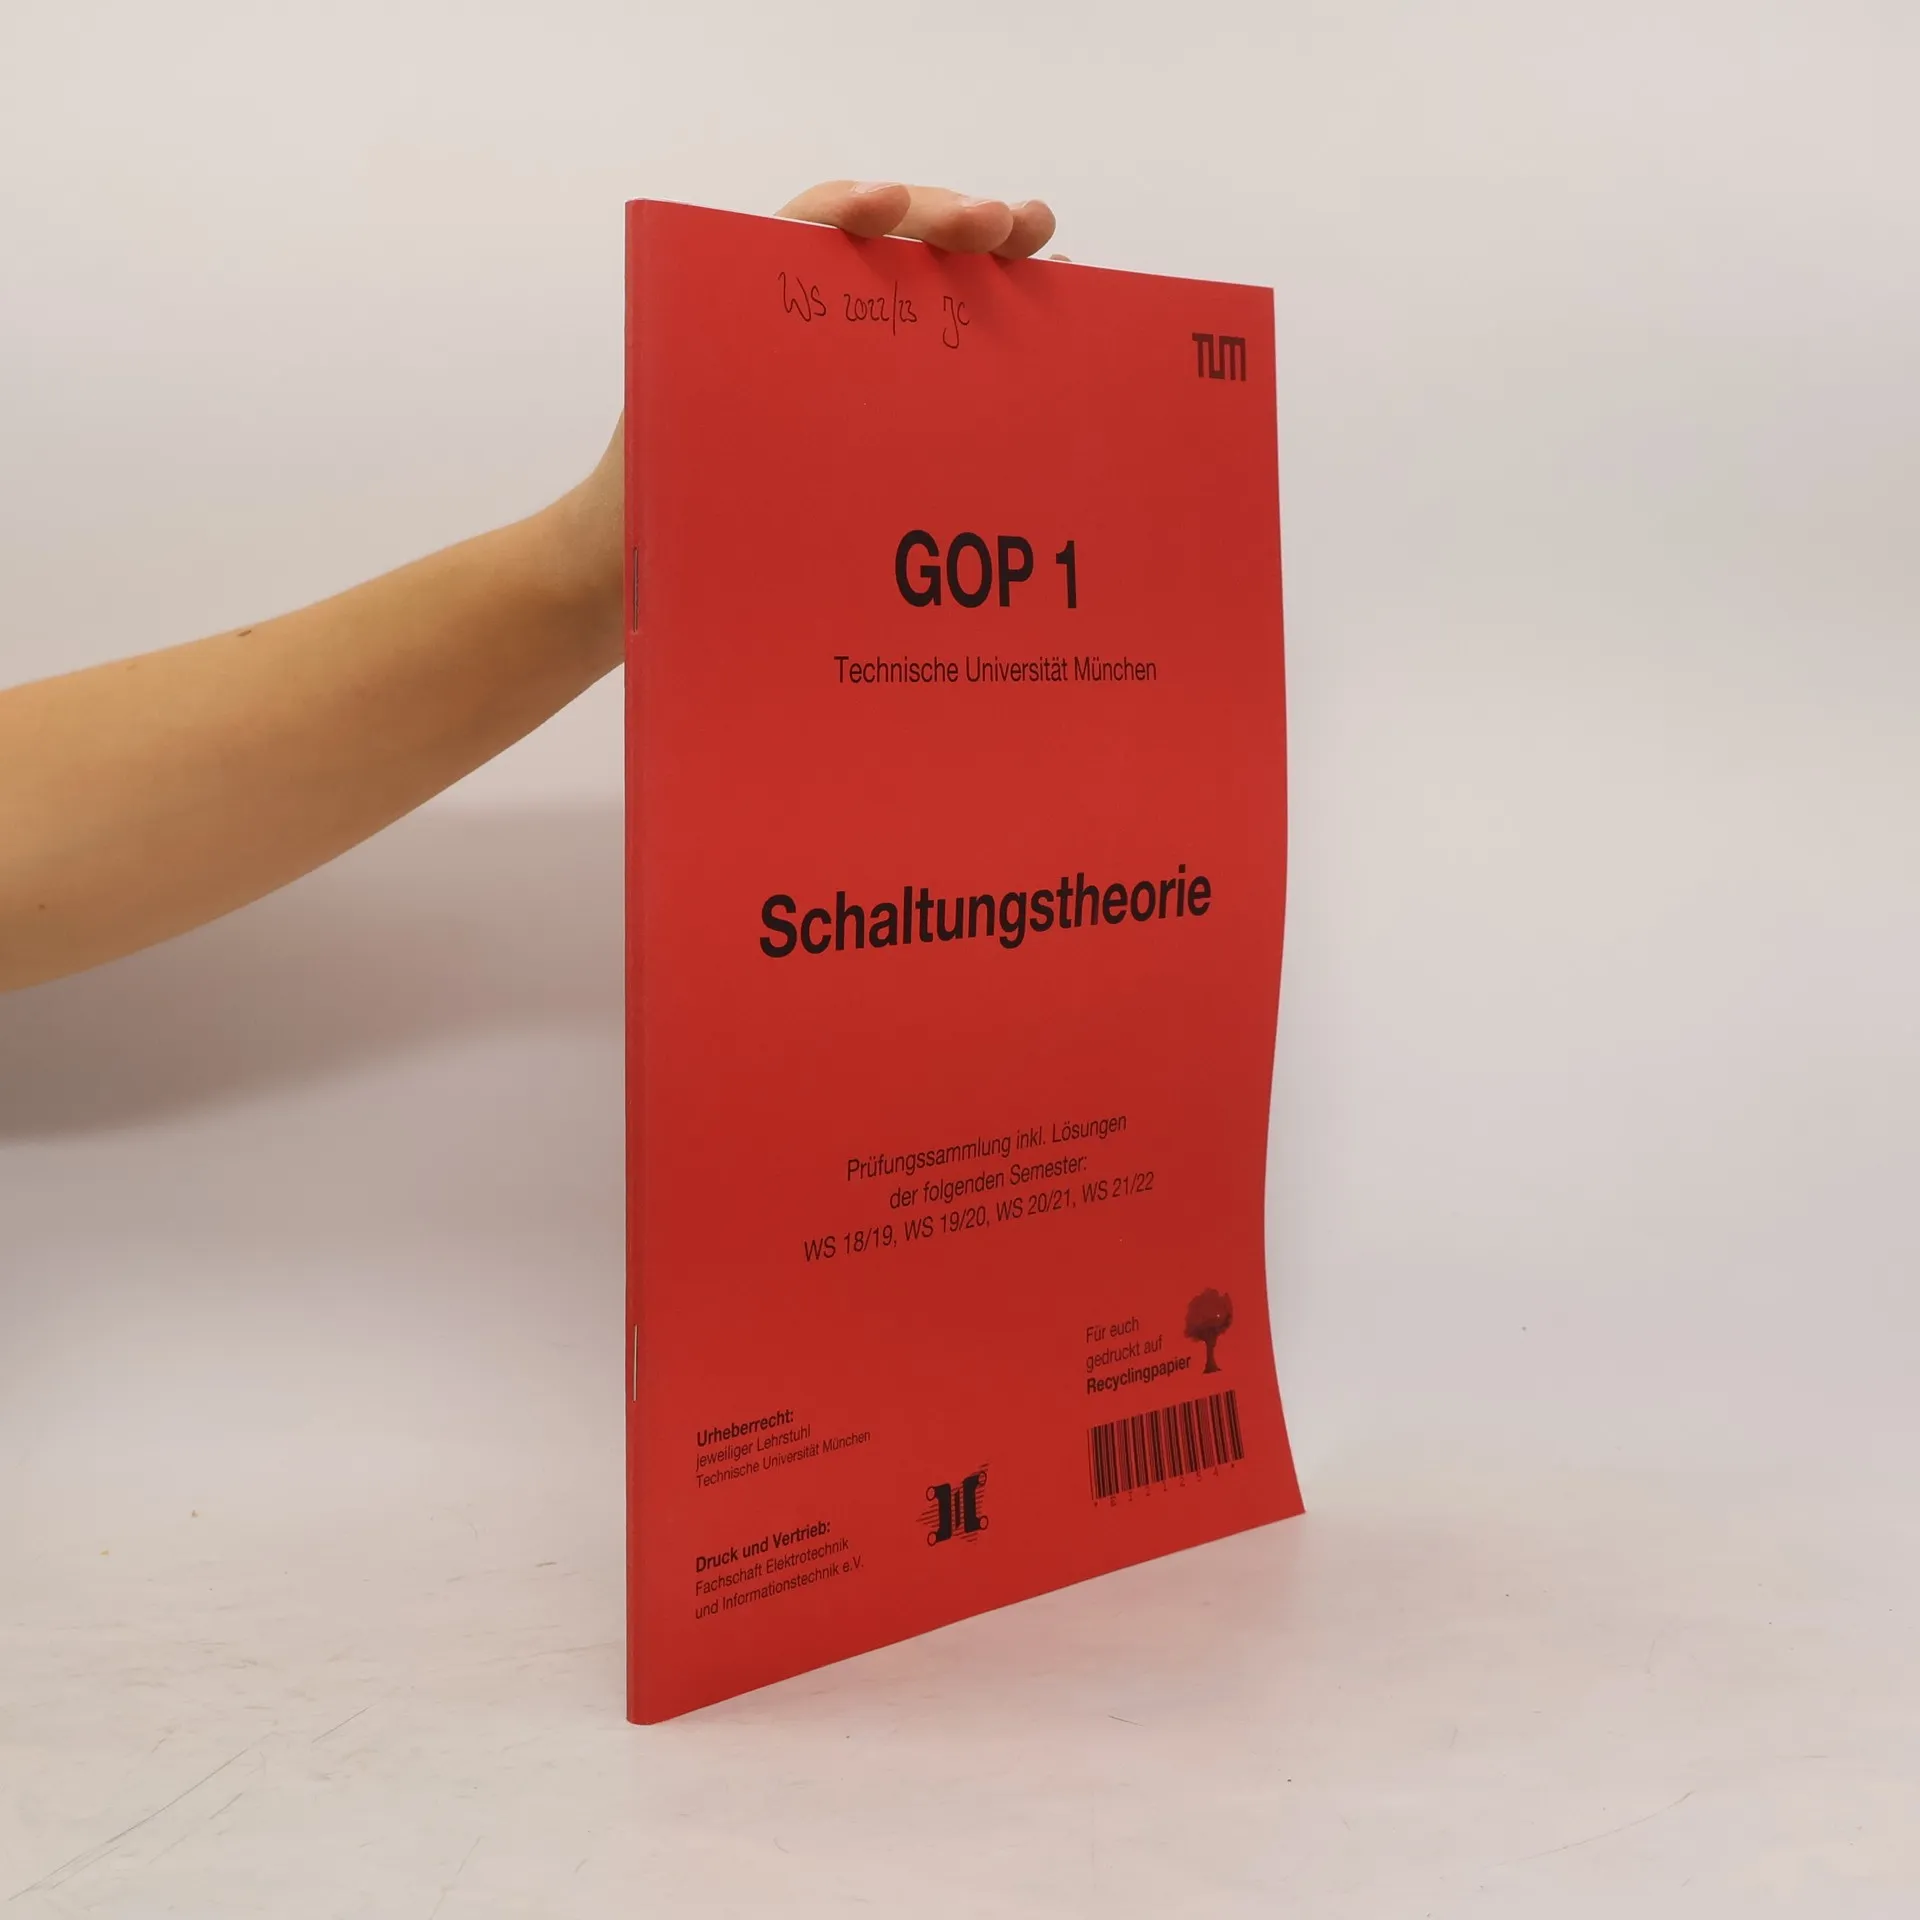 WS 2022/23 JC
TUM
GOP 1
Technische Universität München
Schaltungstheorie
Prüfungssammlung inkl. Lösungen
der folgenden Semester:
WS 18/19, WS 19/20, WS 20/21, WS 21/22
Für euch
gedruckt auf
Recyclingpapier
Urheberrecht:
jeweiliger Lehrstuhl
Technische Universität München
Druck und Vertrieb:
Fachschaft Elektrotechnik
und Informationstechnik e.V.